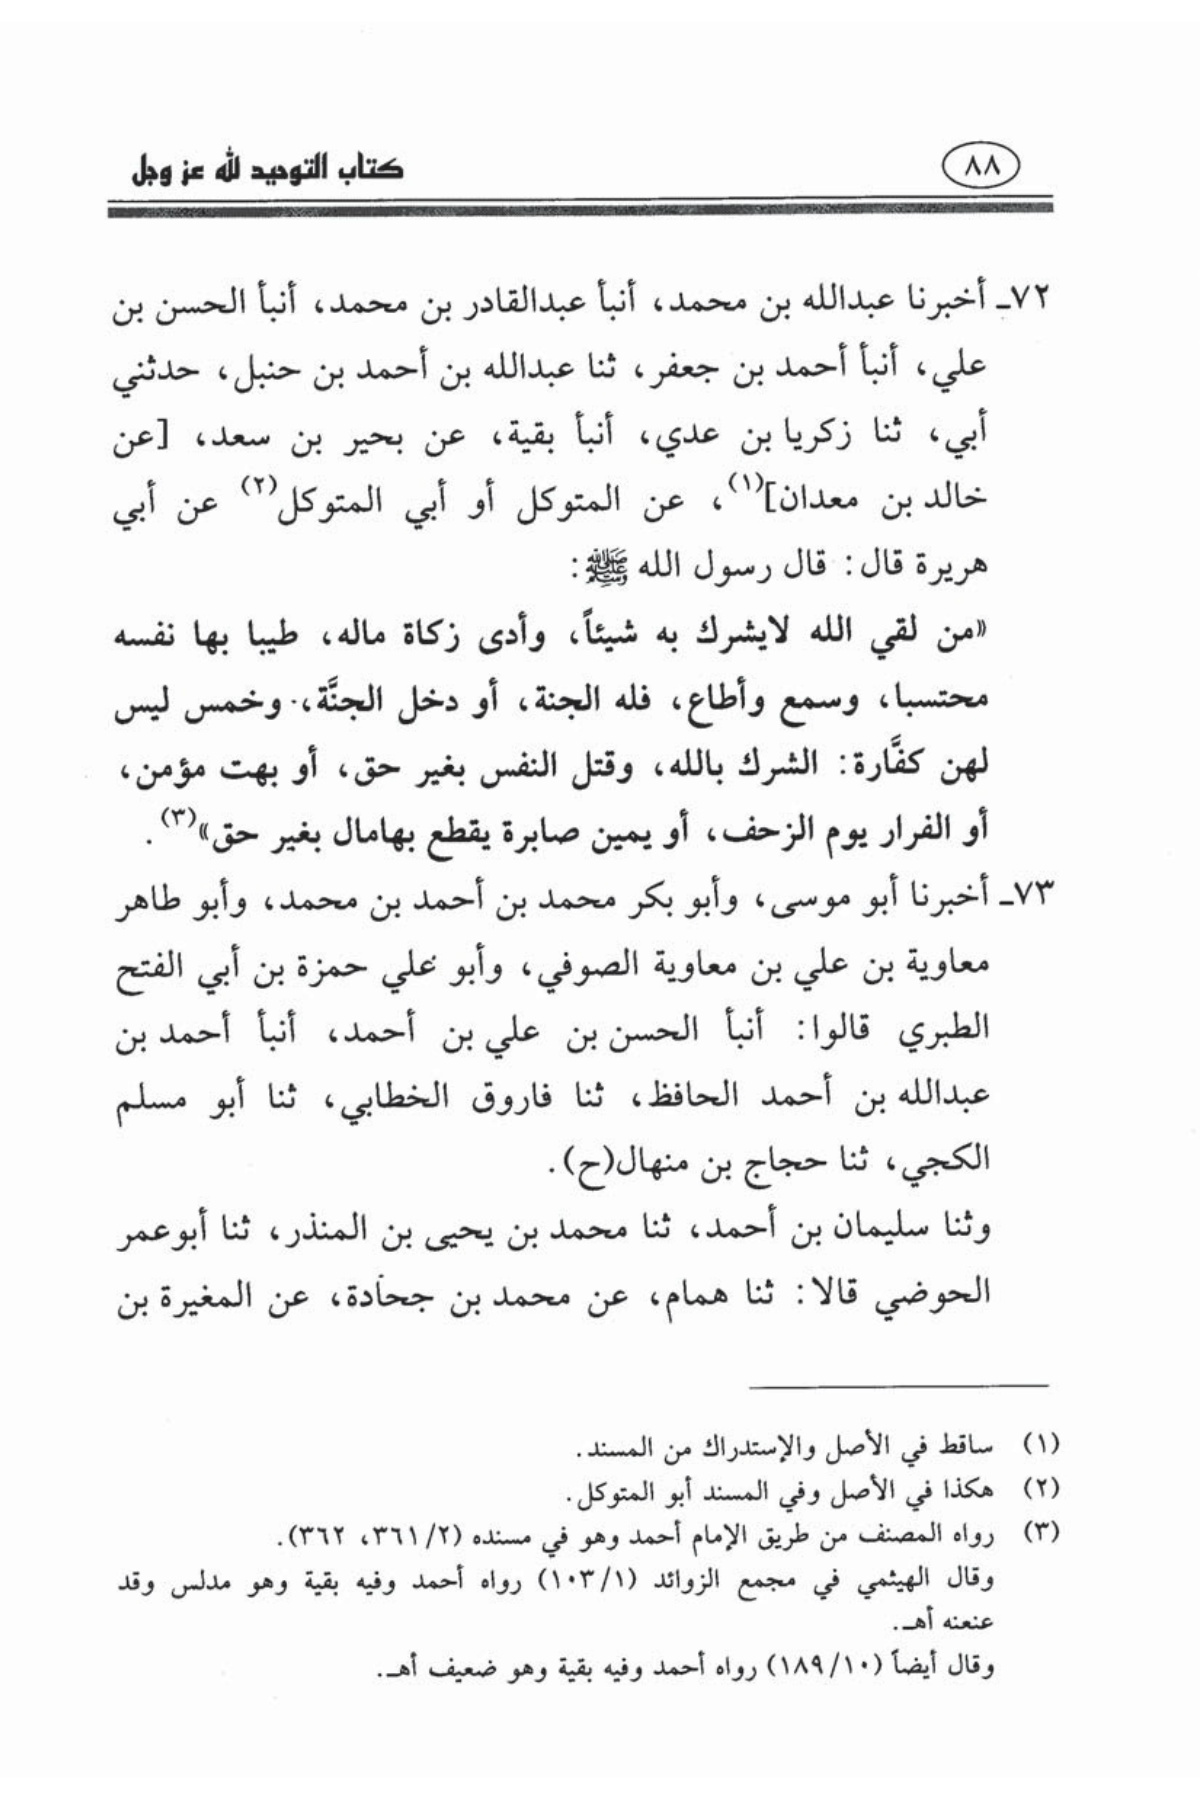 ٨٨
كتاب التوحيد لله عز وجل
٧٢ـ أخبرنا عبدالله بن محمد، أنبأ عبدالقادر بن محمد، أنبأ الحسن بن
علي، أنبأ أحمد بن جعفر، ثنا عبدالله بن أحمد بن حنبل، حدثني
أبي، ثنا زكريا بن عدي، أنبأ بقية، عن بحير بن سعد، [عن
خالد بن معدان](١)، عن المتوكل أو أبي المتوكل(٢) عن أبي
هريرة قال: قال رسول الله ﷺ:
«من لقي الله لايشرك به شيئاً، وأدى زكاة ماله، طيبا بها نفسه
محتسبا، وسمع وأطاع، فله الجنة، أو دخل الجنَّة، وخمس ليس
لهن كفَّارة: الشرك بالله، وقتل النفس بغير حق، أو بهت مؤمن،
أو الفرار يوم الزحف، أو يمين صابرة يقطع بهامال بغير حق»(٣).
٧٣ـ أخبرنا أبو موسى، وأبو بكر محمد بن أحمد بن محمد، وأبو طاهر
معاوية بن علي بن معاوية الصوفي، وأبو علي حمزة بن أبي الفتح
الطبري قالوا: أنبأ الحسن بن علي بن أحمد، أنبأ أحمد بن
عبدالله بن أحمد الحافظ، ثنا فاروق الخطابي، ثنا أبو مسلم
الكجي، ثنا حجاج بن منهال(ح).
وثنا سليمان بن أحمد، ثنا محمد بن يحيى بن المنذر، ثنا أبوعمر
الحوضي قالا: ثنا همام، عن محمد بن جحادة، عن المغيرة بن
(١) ساقط في الأصل والإستدراك من المسند.
(٢) هكذا في الأصل وفي المسند أبو المتوكل.
(٣) رواه المصنف من طريق الإمام أحمد وهو في مسنده (٣٦١/٢، ٣٦٢).
وقال الهيثمي في مجمع الزوائد (١٠٣/١) رواه أحمد وفيه بقية وهو مدلس وقد
عنعنه أهـ.
وقال أيضاً (١٨٩/١٠) رواه أحمد وفيه بقية وهو ضعيف أهـ.